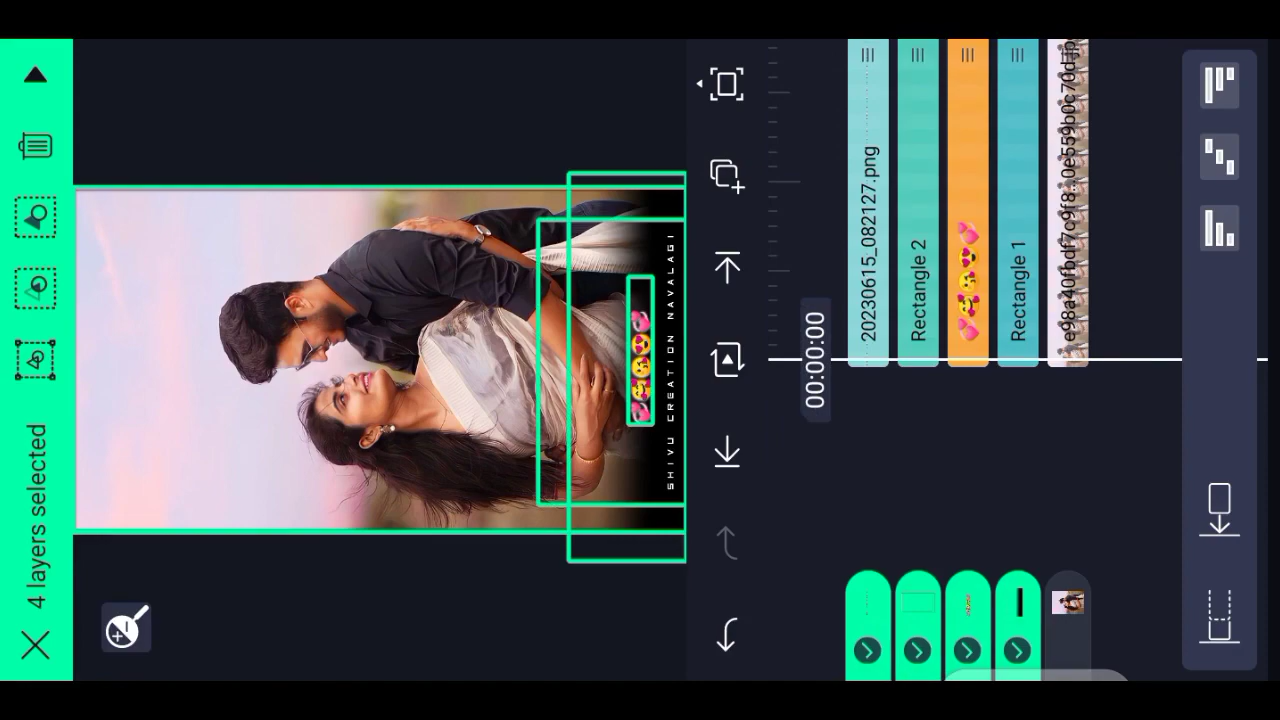 4 layers selected
SHIVU CREATION NAVALAGI
00:00:00
20230615_082127.png
Rectangle 2
Rectangle 1